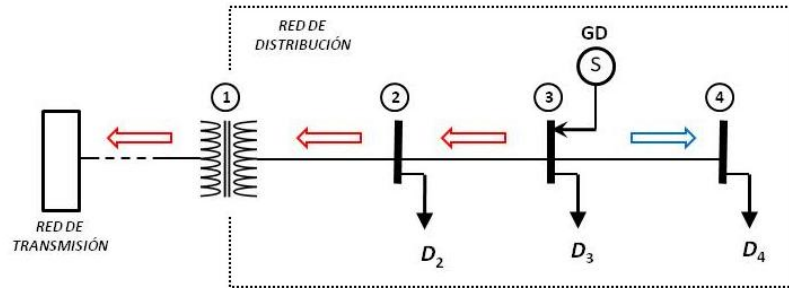 RED DE
DISTRIBUCIÓN
GD
S
1
2
3
4
RED DE
TRANSMISIÓN
D2
D3
D4